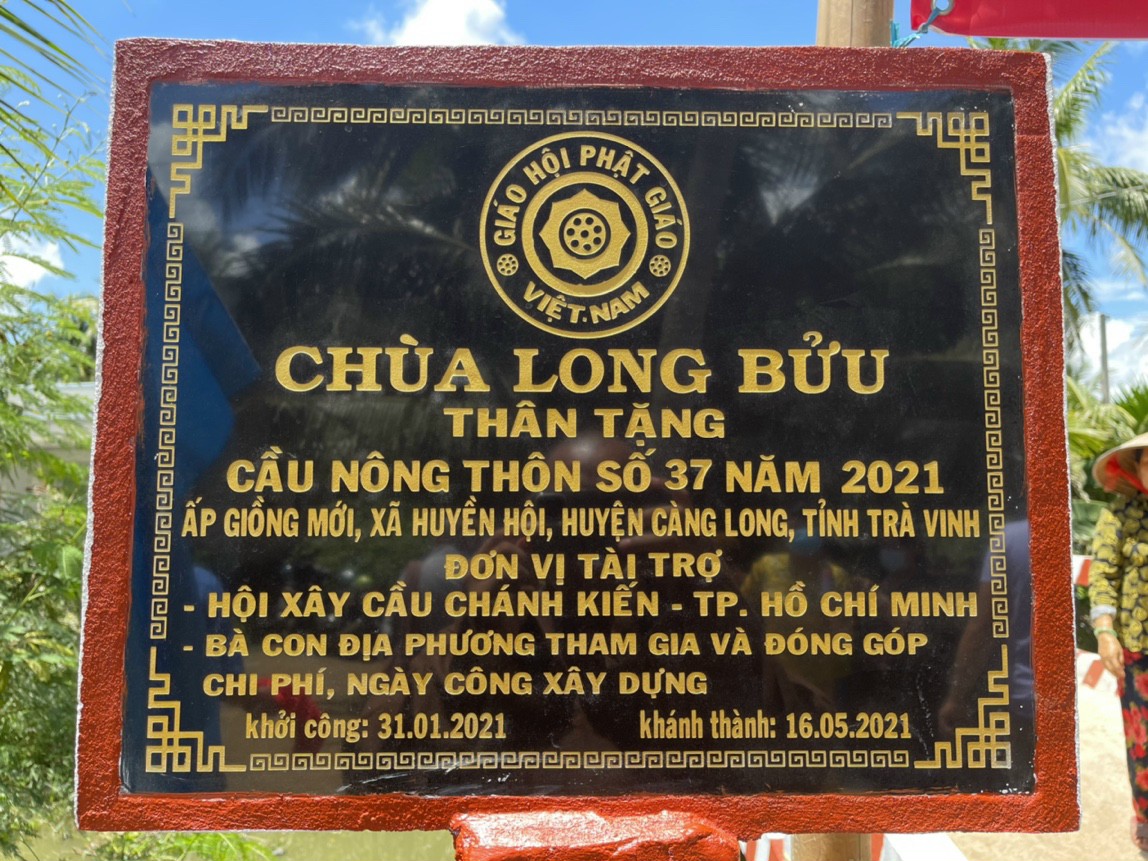 GIÁO HỘI PHẬT GIÁO
VIỆT.NAM
CHÙA LONG BỬU
THÂN TẶNG
CẦU NÔNG THÔN SỐ 37 NĂM 2021
ẤP GIỒNG MỚI, XÃ HUYỀN HỘI, HUYỆN CÀNG LONG, TỈNH TRÀ VINH
ĐƠN VỊ TÀI TRỢ
- HỘI XÂY CẦU CHÁNH KIẾN - TP. HỒ CHÍ MINH
- BÀ CON ĐỊA PHƯƠNG THAM GIA VÀ ĐÓNG GÓP
CHI PHÍ, NGÀY CÔNG XÂY DỰNG
khởi công: 31.01.2021 khánh thành: 16.05.2021